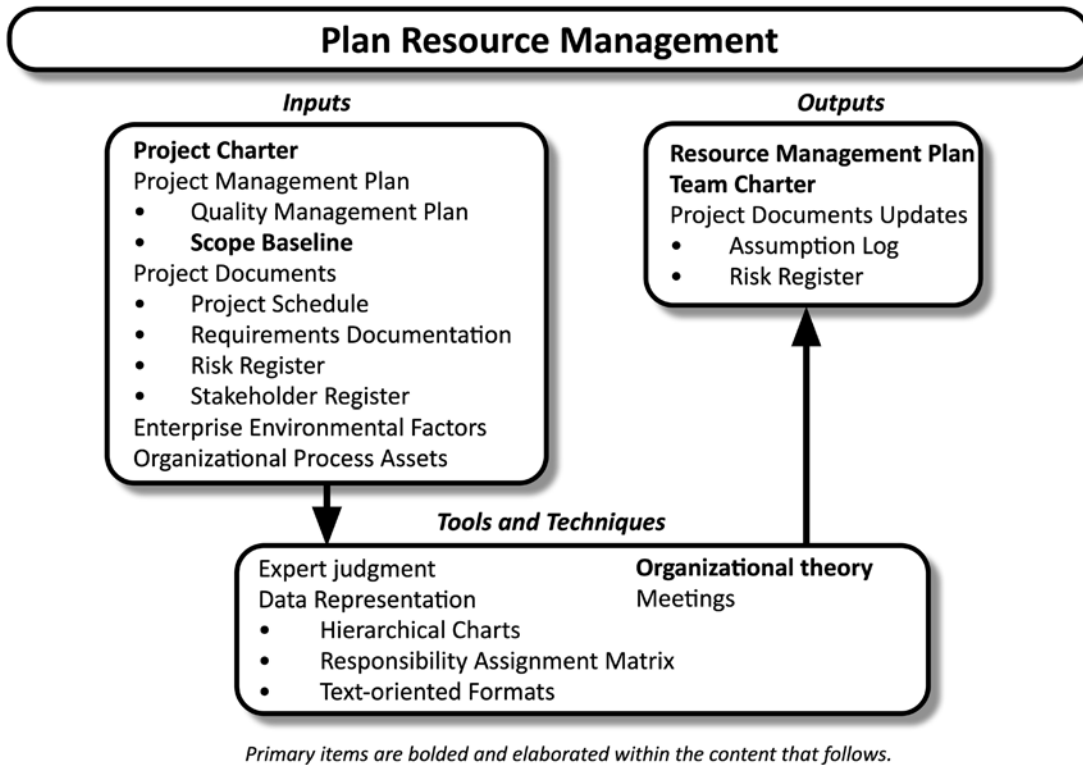 Plan Resource Management
Inputs
Project Charter
Project Management Plan
• Quality Management Plan
• Scope Baseline
Project Documents
• Project Schedule
• Requirements Documentation
• Risk Register
• Stakeholder Register
Enterprise Environmental Factors
Organizational Process Assets
Outputs
Resource Management Plan
Team Charter
Project Documents Updates
• Assumption Log
• Risk Register
Tools and Techniques
Expert judgment
Data Representation
• Hierarchical Charts
• Responsibility Assignment Matrix
• Text-oriented Formats
Organizational theory
Meetings
Primary items are bolded and elaborated within the content that follows.